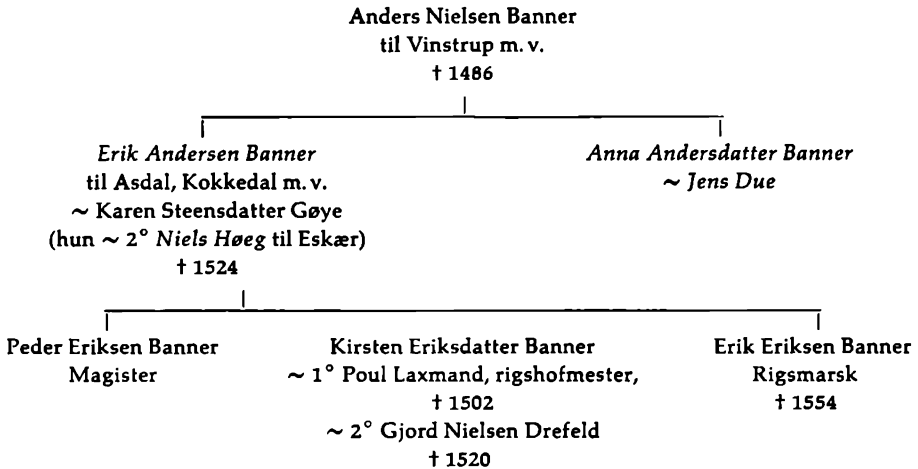 Anders Nielsen Banner
til Vinstrup m. v.
† 1486
Erik Andersen Banner
til Asdal, Kokkedal m. v.
~ Karen Steensdatter Gøye
(hun ~ 2° Niels Høeg til Eskær)
† 1524
Anna Andersdatter Banner
~ Jens Due
Peder Eriksen Banner
Magister
Kirsten Eriksdatter Banner
~ 1° Poul Laxmand, rigshofmester,
† 1502
~ 2° Gjord Nielsen Drefeld
† 1520
Erik Eriksen Banner
Rigsmarsk
† 1554